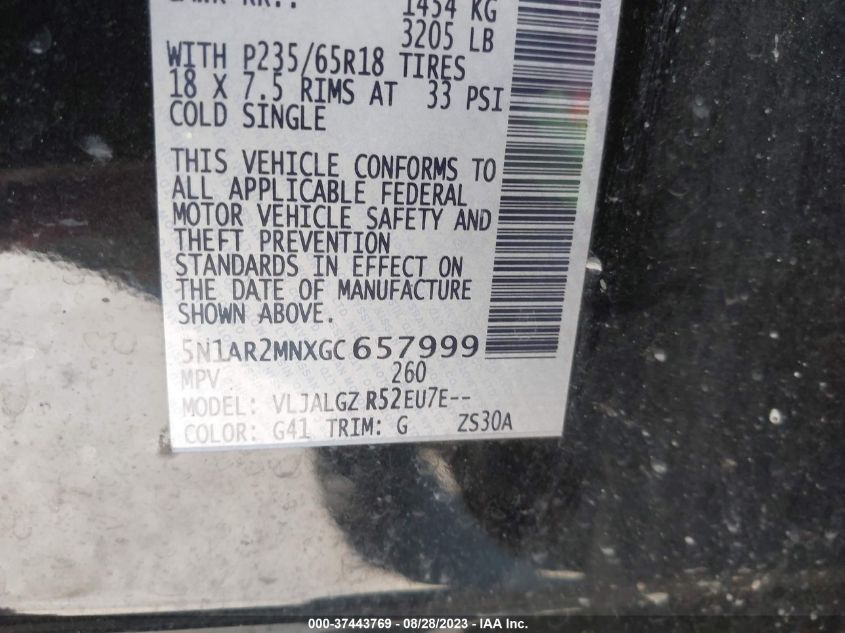 1454 KG
3205 LB
WITH P235/65R18 TIRES
18 X 7.5 RIMS AT 33 PSI
COLD SINGLE
THIS VEHICLE CONFORMS TO
ALL APPLICABLE FEDERAL
MOTOR VEHICLE SAFETY AND
THEFT PREVENTION
STANDARDS IN EFFECT ON
THE DATE OF MANUFACTURE
SHOWN ABOVE.
5N1AR2MNXGC 657999
MPV 260
MODEL: VLJALGZ R52EU7E--
COLOR: G41 TRIM: G ZS30A
000-37443769 - 08/28/2023 - IAA Inc.